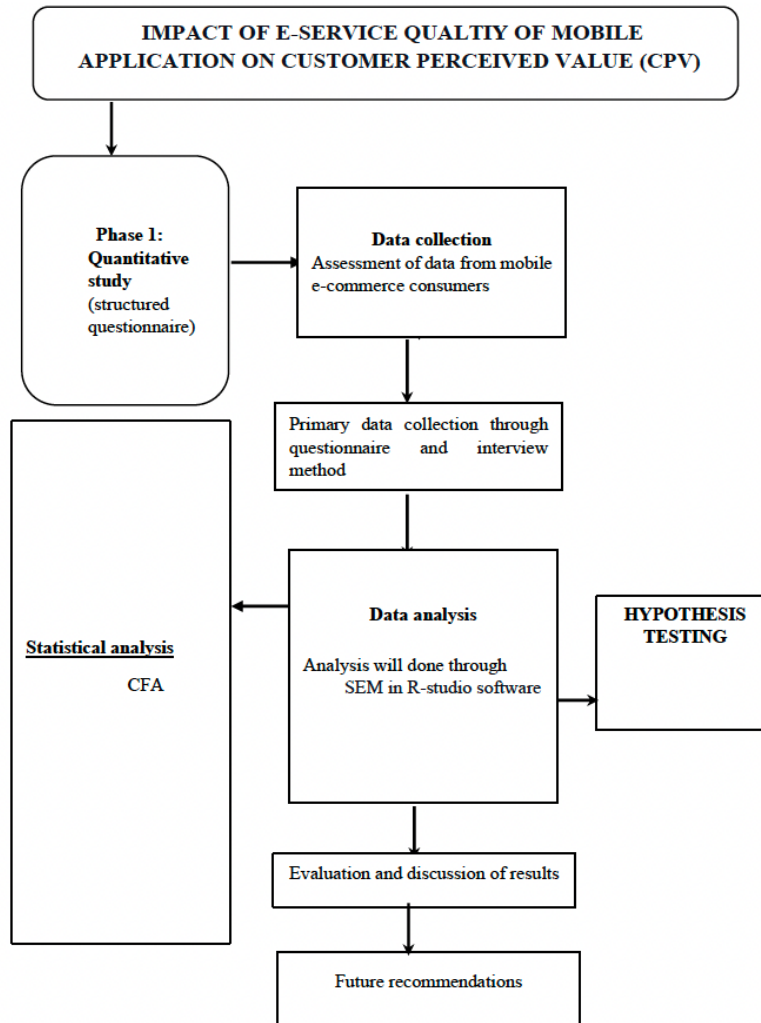 IMPACT OF E-SERVICE QUALTIY OF MOBILE
APPLICATION ON CUSTOMER PERCEIVED VALUE (CPV)
Phase 1:
Quantitative
study
(structured
questionnaire)
Data collection
Assessment of data from mobile
e-commerce consumers
Primary data collection through
questionnaire and interview
method
Data analysis
Analysis will done through
SEM in R-studio software
HYPOTHESIS
TESTING
Statistical analysis
CFA
Evaluation and discussion of results
Future recommendations